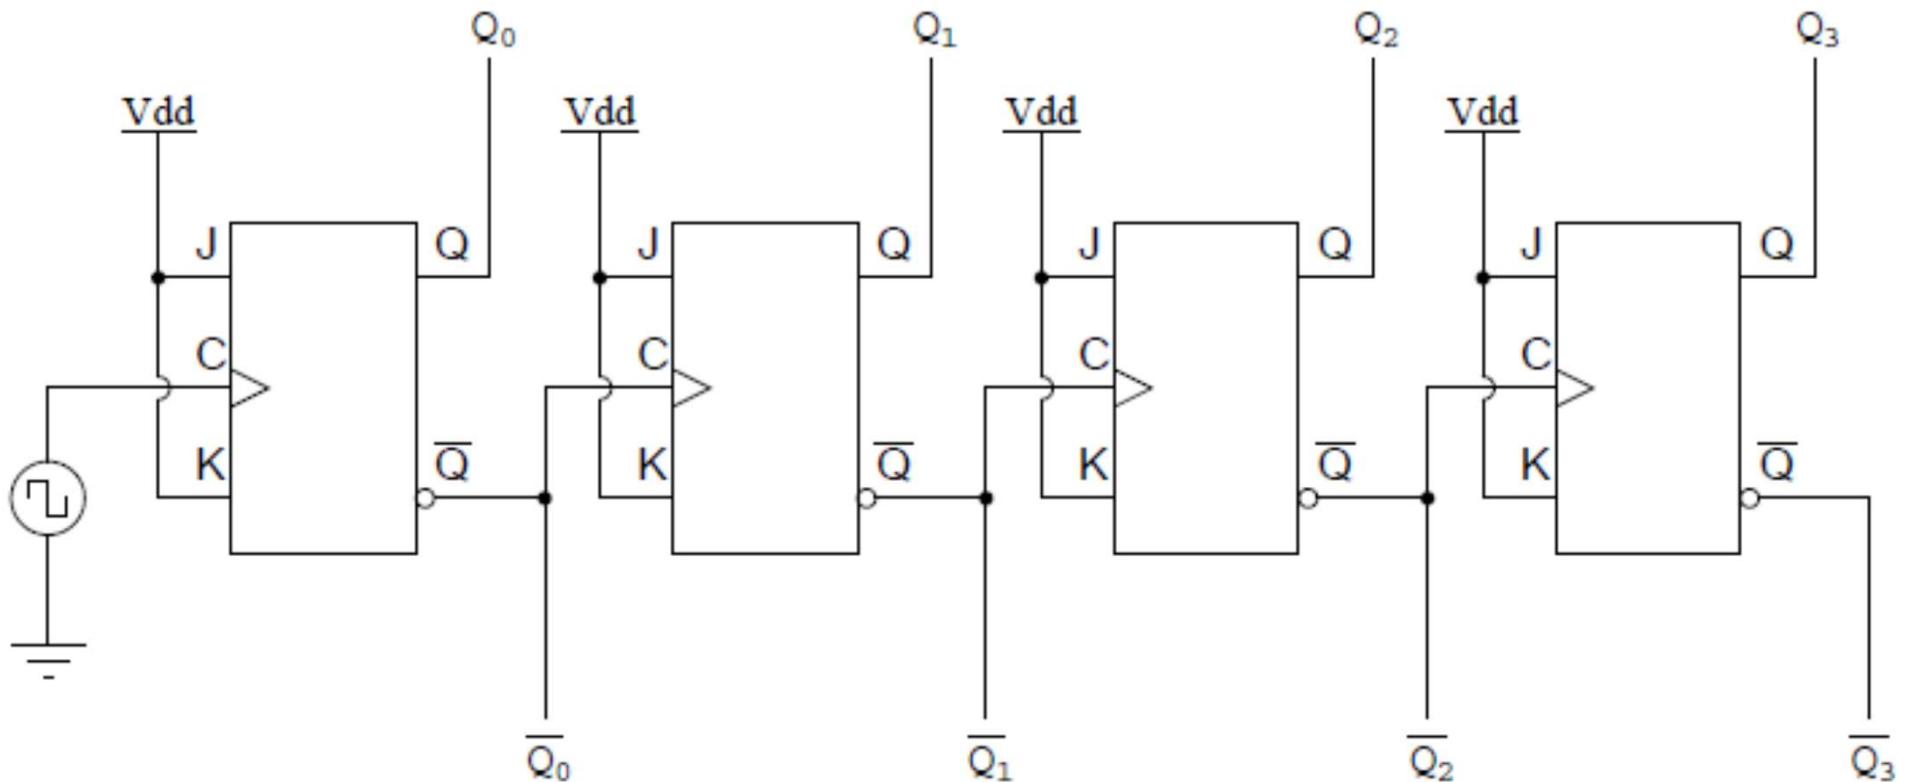 Q₀ Q₁ Q₂ Q₃
Vdd Vdd Vdd Vdd
J Q J Q J Q J Q
C C C C
K Q̅ K Q̅ K Q̅ K Q̅
Q̅₀ Q̅₁ Q̅₂ Q̅₃